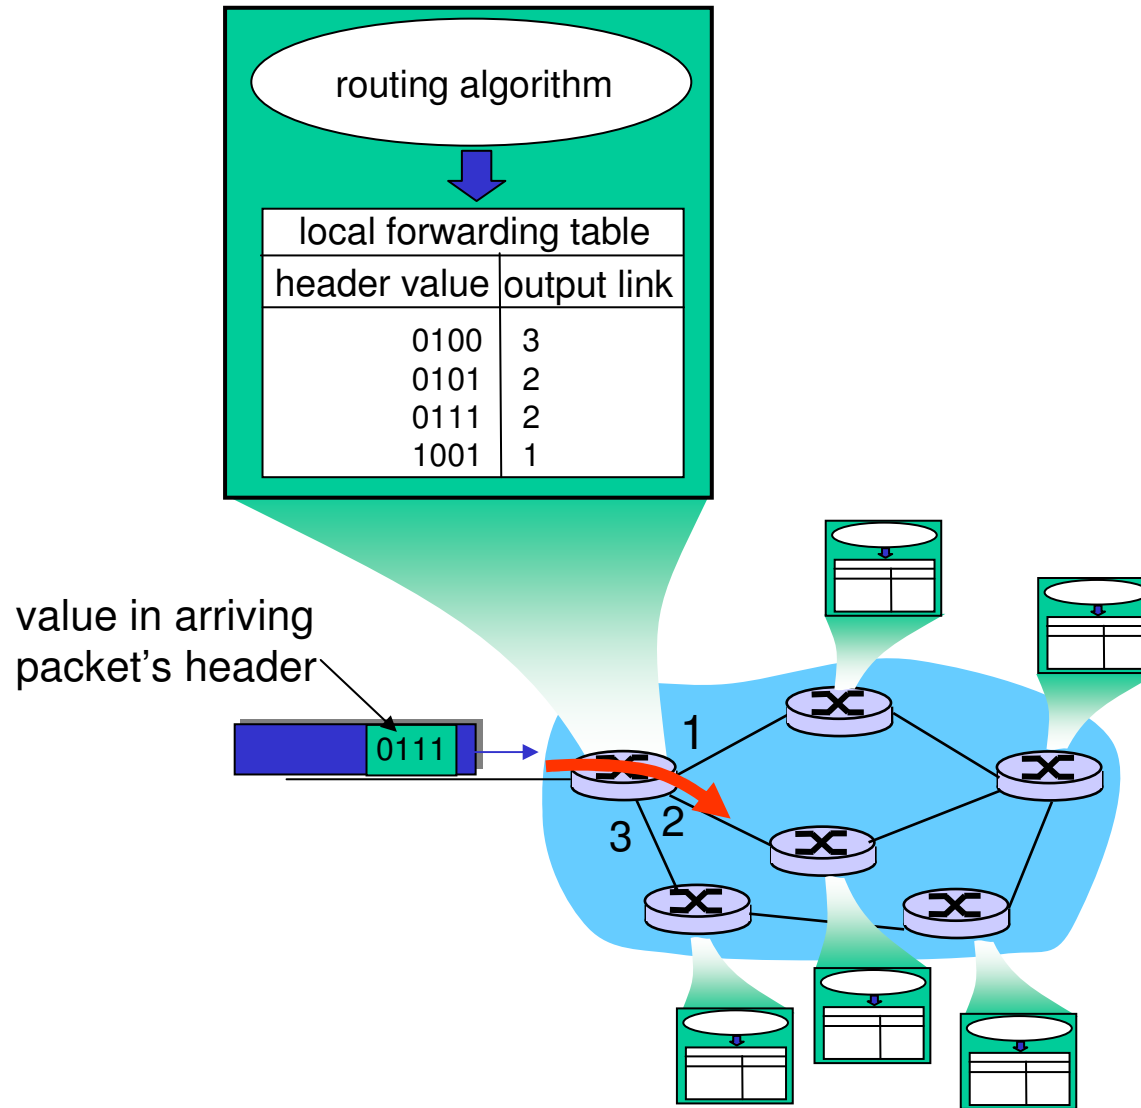 routing algorithm
local forwarding table
header value output link
0100 3
0101 2
0111 2
1001 1
value in arriving
packet's header
0111
1
2
3